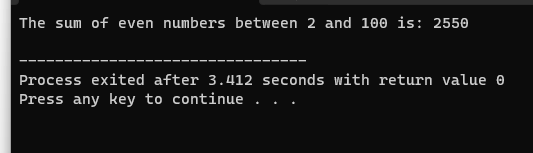 The sum of even numbers between 2 and 100 is: 2550
--------------------------------
Process exited after 3.412 seconds with return value 0
Press any key to continue . . .